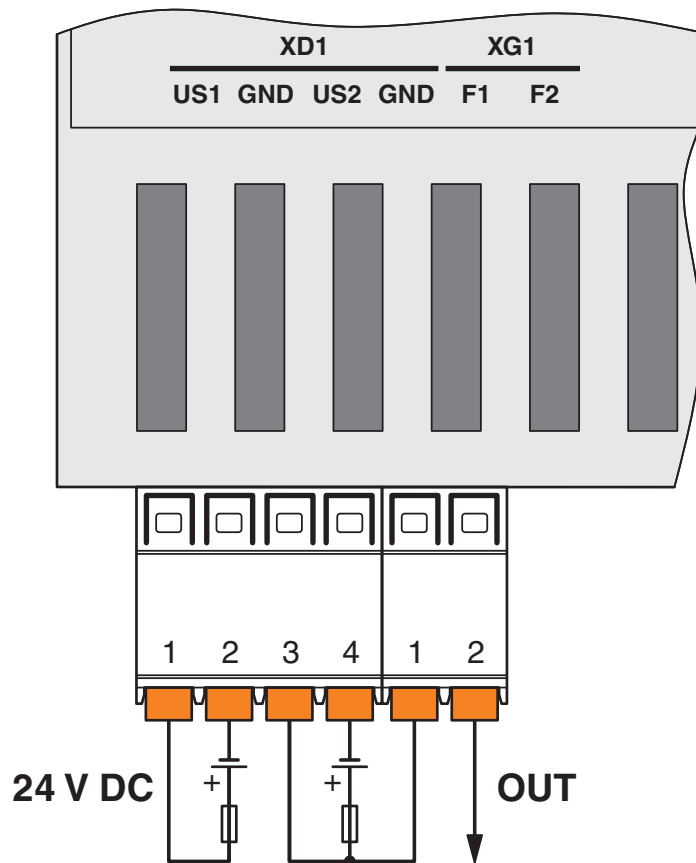 XD1 XG1
US1 GND US2 GND F1 F2
1 2 3 4 1 2
24 V DC + + OUT